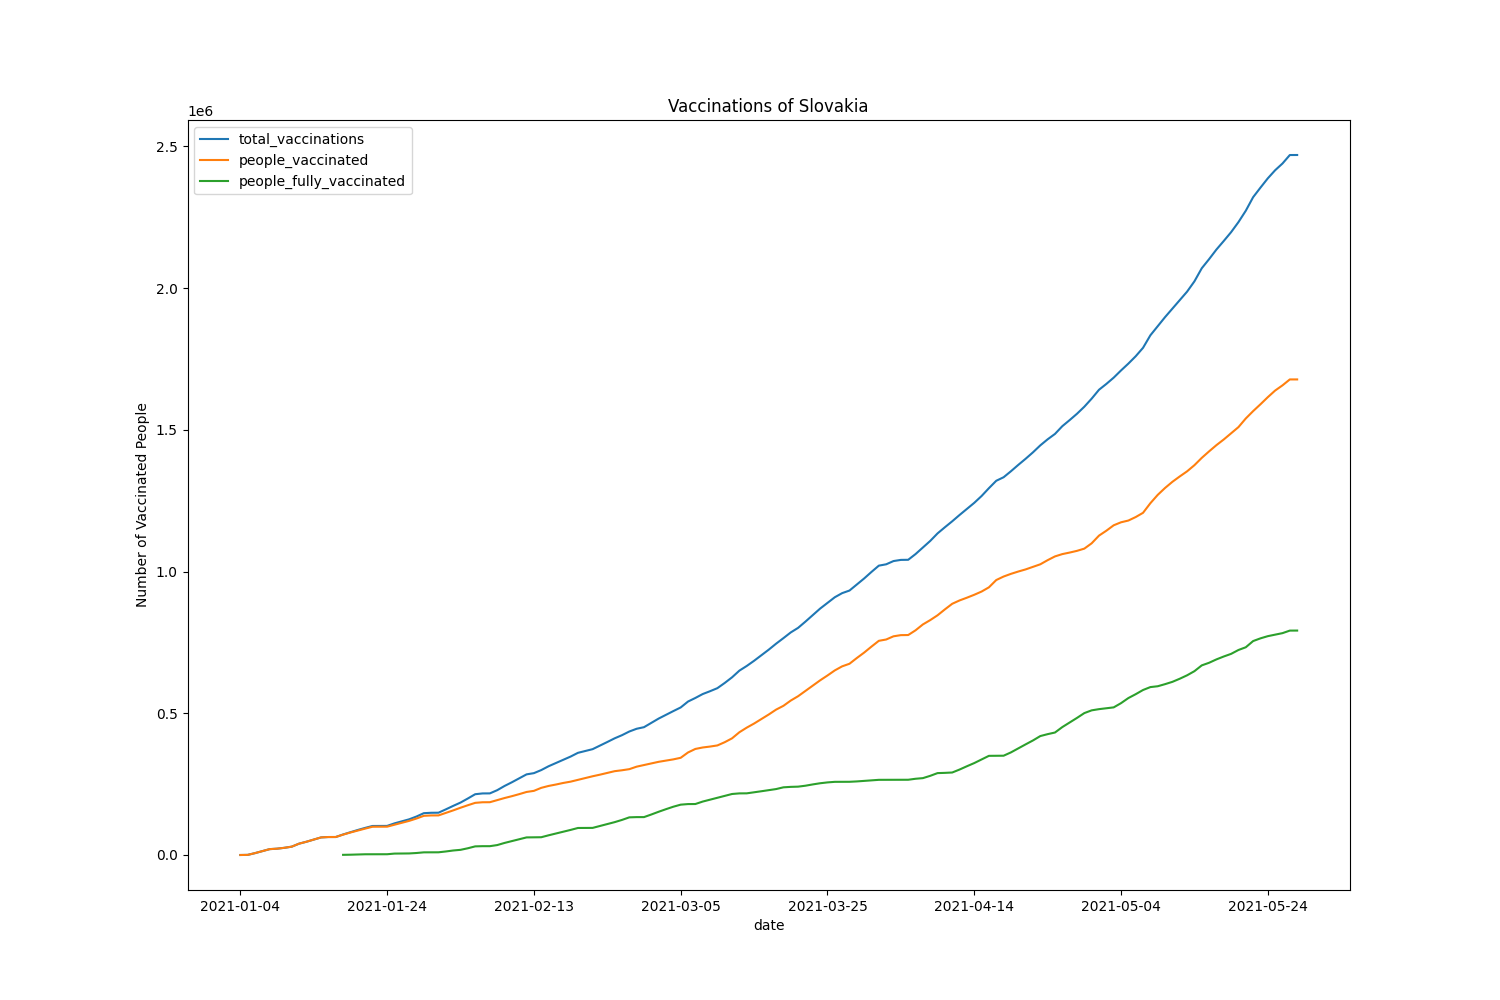 Vaccinations of Slovakia
1e6
total_vaccinations
people_vaccinated
people_fully_vaccinated
2.5
2.0
1.5
1.0
0.5
0.0
Number of Vaccinated People
2021-01-04 2021-01-24 2021-02-13 2021-03-05 2021-03-25 2021-04-14 2021-05-04 2021-05-24
date